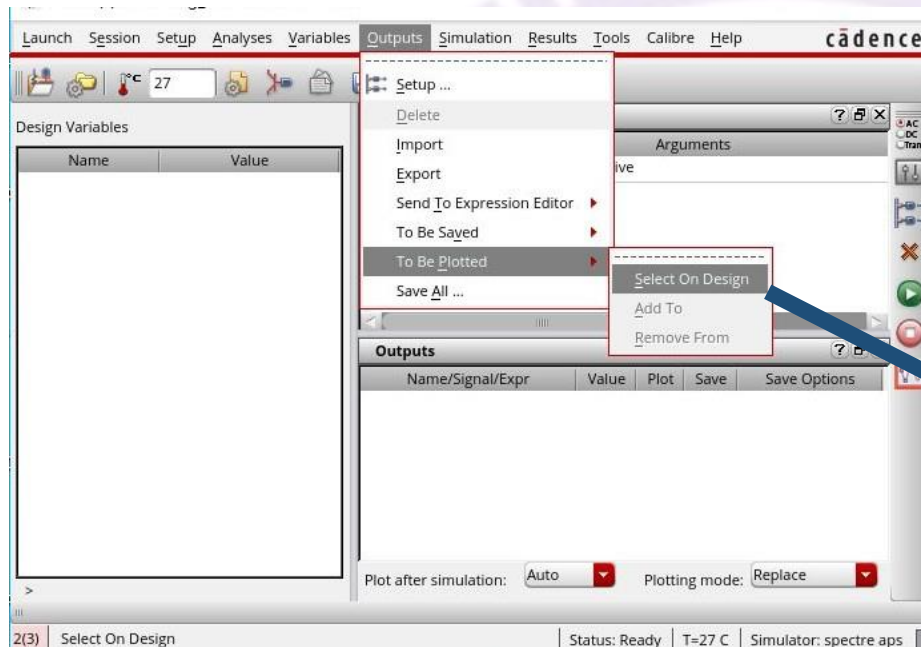 Launch Session Setup Analyses Variables Outputs Simulation Results Tools Calibre Help cādence
°C 27
Setup ...
Delete
Import
Export
Send To Expression Editor
To Be Saved
To Be Plotted
Save All ...
Select On Design
Add To
Remove From
Design Variables
Name Value
>
Arguments
ive
AC
DC
Tran
Outputs
Name/Signal/Expr Value Plot Save Save Options
Plot after simulation: Auto Plotting mode: Replace
2(3) Select On Design Status: Ready T=27 C Simulator: spectre aps